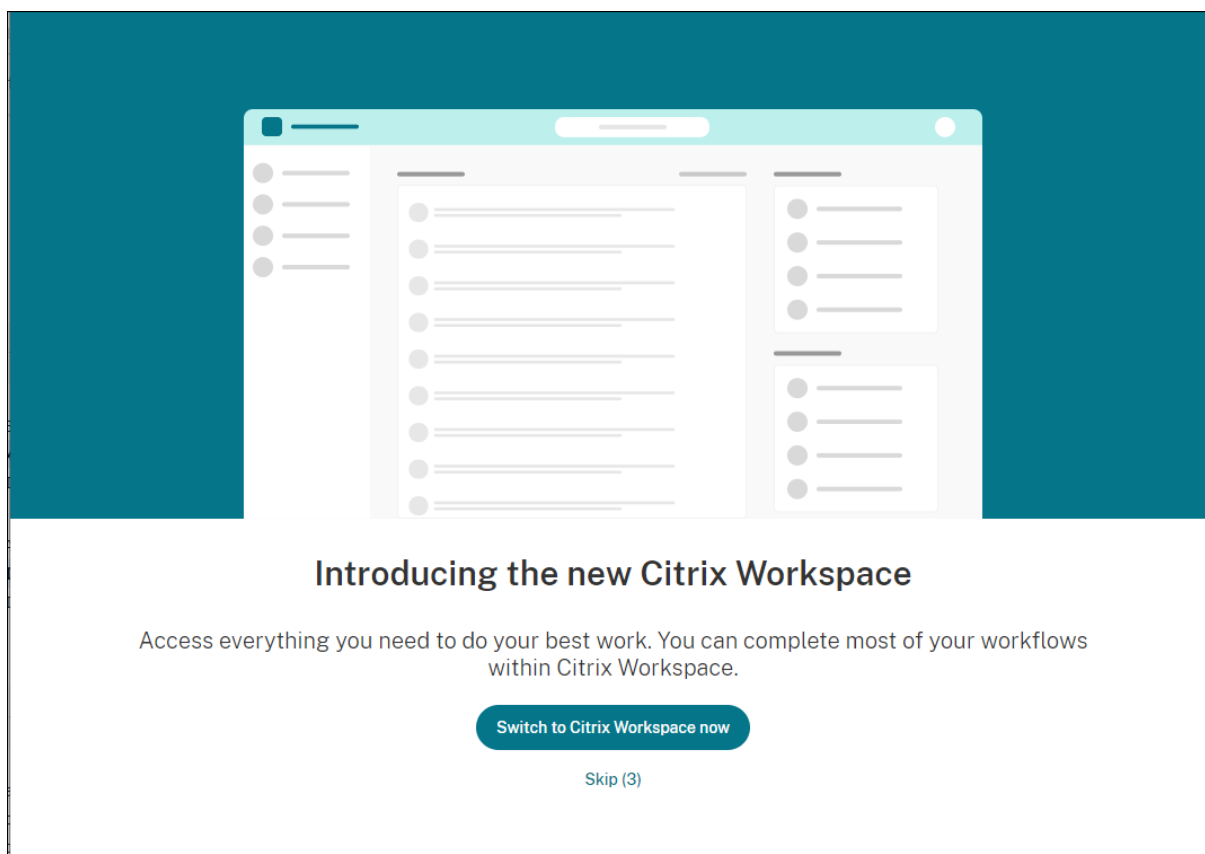 Introducing the new Citrix Workspace
Access everything you need to do your best work. You can complete most of your workflows
within Citrix Workspace.
Switch to Citrix Workspace now
Skip (3)